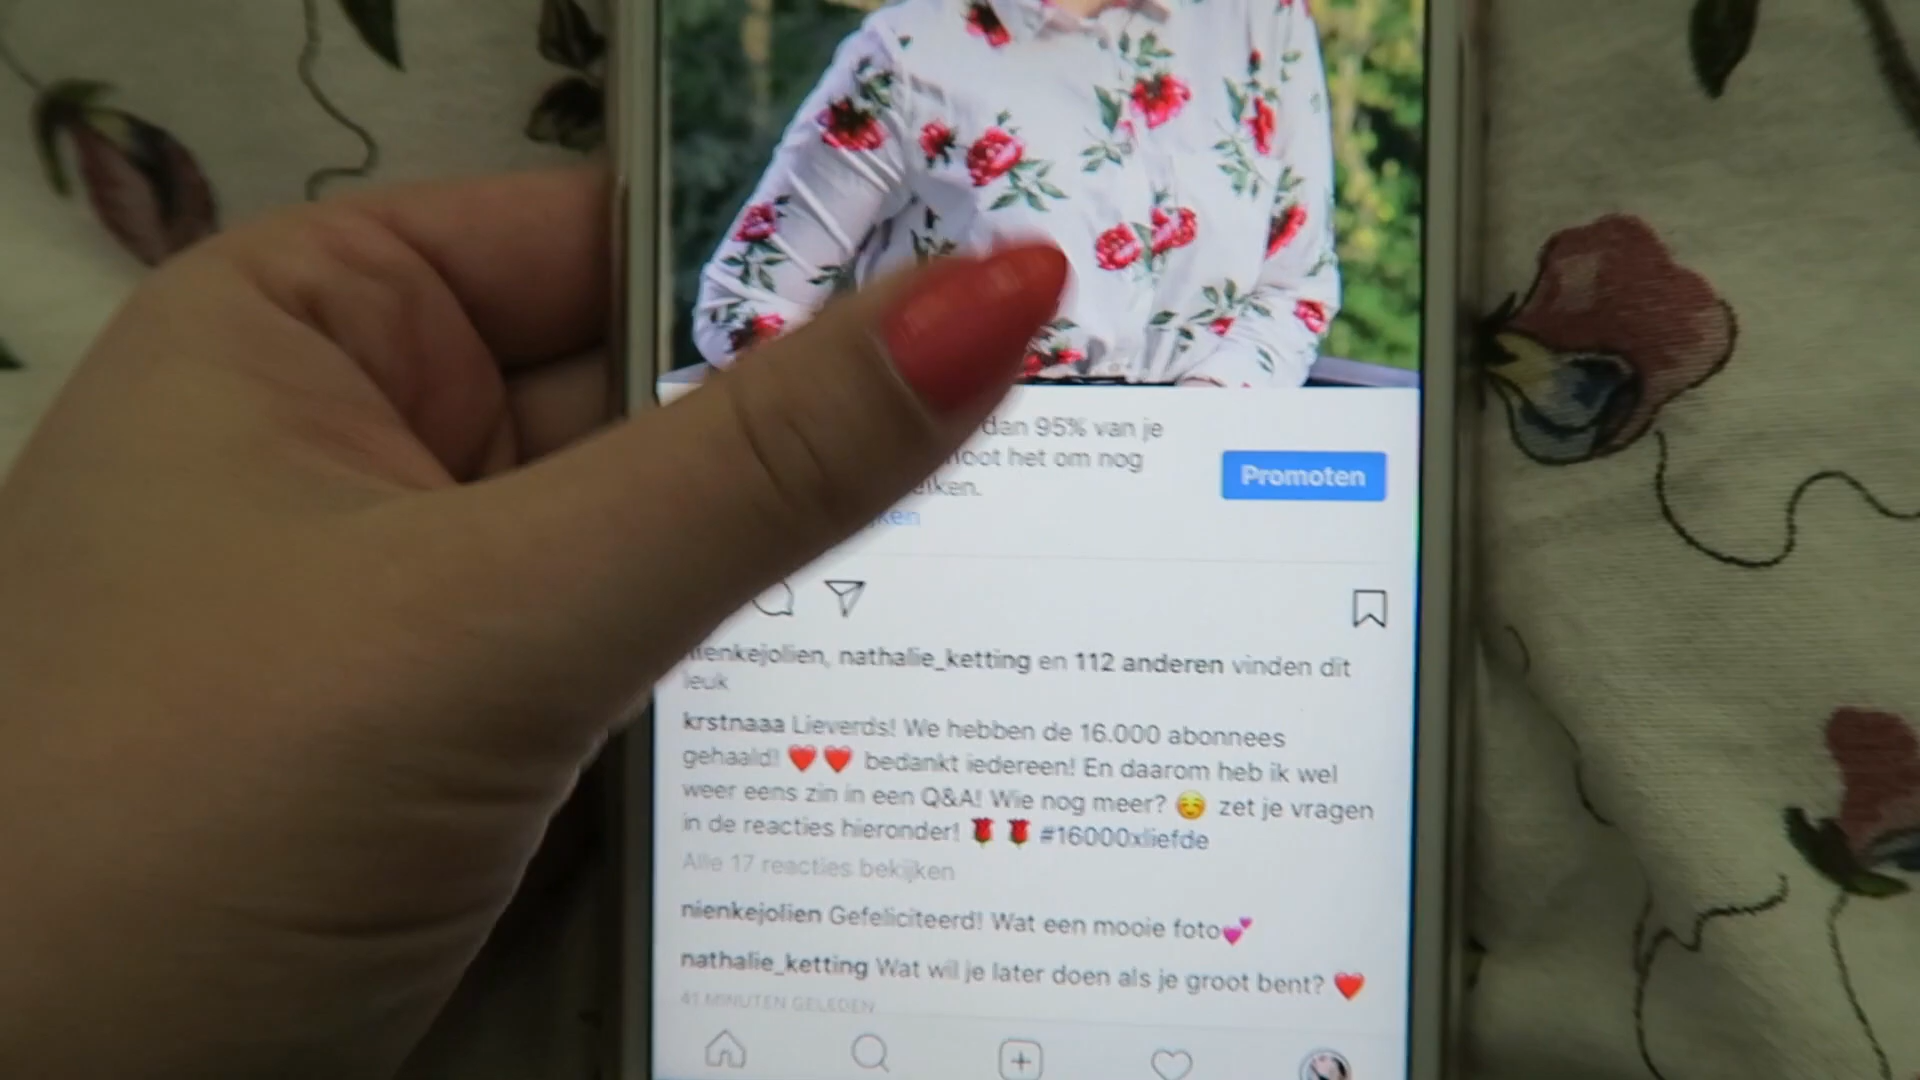 dan 95% van je
het om nog
Promoten
nienkejolien, nathalie_ketting en 112 anderen vinden dit
leuk
krstnaaa Lieverds! We hebben de 16.000 abonnees
gehaald! ❤️❤️ bedankt iedereen! En daarom heb ik wel
weer eens zin in een Q&A! Wie nog meer? ☺️ zet je vragen
in de reacties hieronder! 🌹🌹 #16000xliefde
Alle 17 reacties bekijken
nienkejolien Gefeliciteerd! Wat een mooie foto💕
nathalie_ketting Wat wil je later doen als je groot bent? ❤️
41 MINUTEN GELEDEN